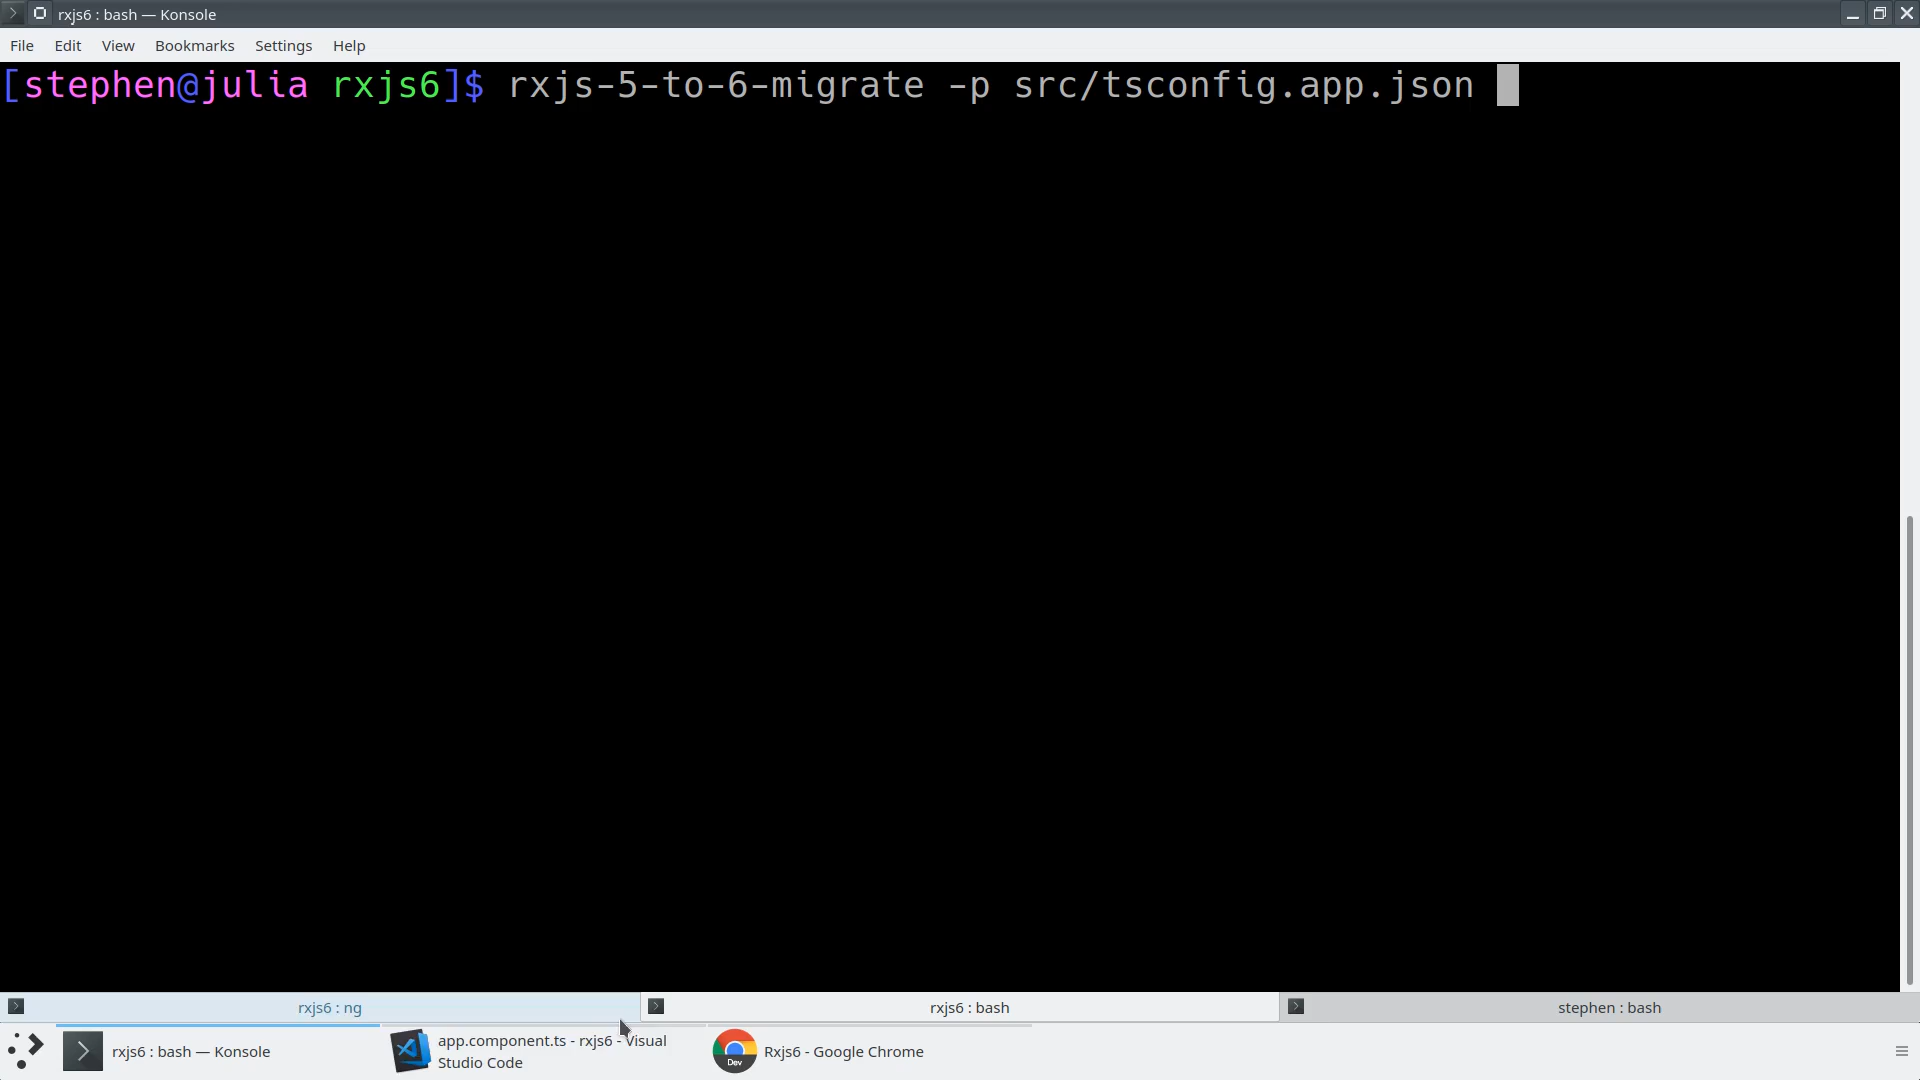 rxjs6 : bash — Konsole
File Edit View Bookmarks Settings Help
[stephen@julia rxjs6]$ rxjs-5-to-6-migrate -p src/tsconfig.app.json
rxjs6 : ng
rxjs6 : bash
stephen : bash
rxjs6 : bash — Konsole
app.component.ts - rxjs6 - Visual
Studio Code
Dev
Rxjs6 - Google Chrome